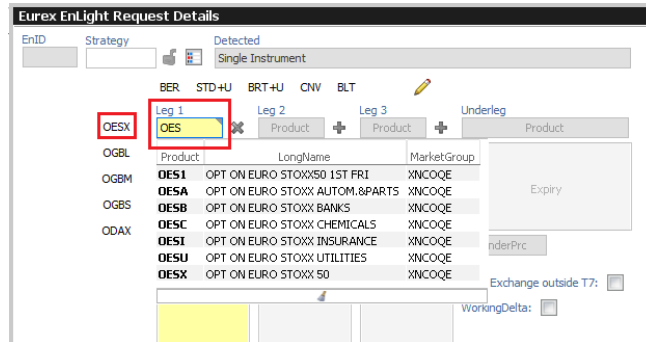 Eurex EnLight Request Details
EnID Strategy Detected
Single Instrument
BER STD+U BRT+U CNV BLT
Leg 1 Leg 2 Leg 3 Underleg
OESX OES Product Product Product
OGBL
OGBM
OGBS
ODAX
Product LongName MarketGroup
OES1 OPT ON EURO STOXX50 1ST FRI XNCOQE
OESA OPT ON EURO STOXX AUTOM.&PARTS XNCOQE
OESB OPT ON EURO STOXX BANKS XNCOQE
OESC OPT ON EURO STOXX CHEMICALS XNCOQE
OESI OPT ON EURO STOXX INSURANCE XNCOQE
OESU OPT ON EURO STOXX UTILITIES XNCOQE
OESX OPT ON EURO STOXX 50 XNCOQE
Expiry
nderPrc
Exchange outside T7:
WorkingDelta: